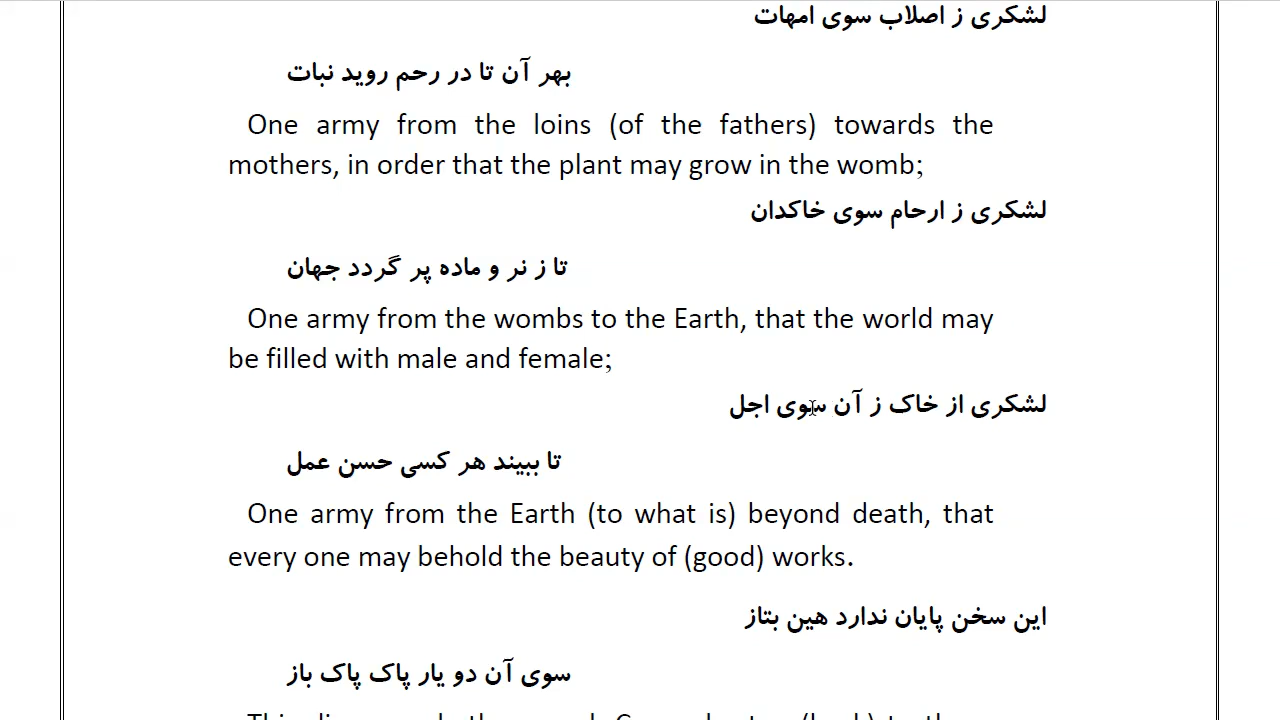 لشکری ز اصلاب سوی امهات
بهر آن تا در رحم روید نبات
One army from the loins (of the fathers) towards the
mothers, in order that the plant may grow in the womb;
لشکری ز ارحام سوی خاکدان
تا ز نر و ماده پر گردد جهان
One army from the wombs to the Earth, that the world may
be filled with male and female;
لشکری از خاک ز آن سوی اجل
تا ببیند هر کسی حسن عمل
One army from the Earth (to what is) beyond death, that
every one may behold the beauty of (good) works.
این سخن پایان ندارد هین بتاز
سوی آن دو یار پاک پاک باز